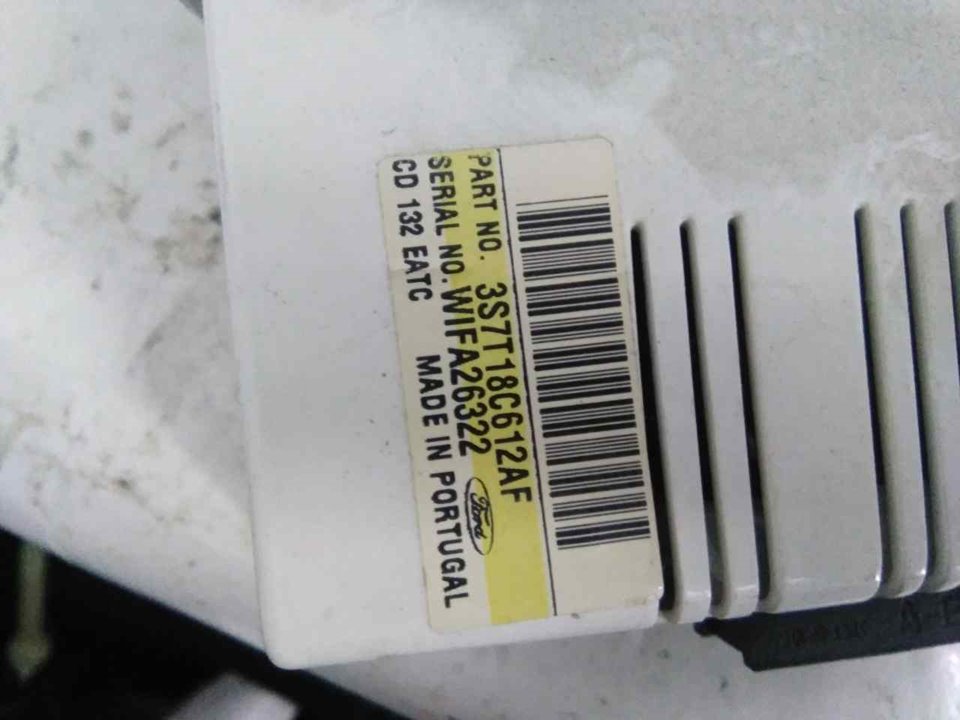 PART NO. 3S7T18C612AF
SERIAL NO. WIFA26322
Ford
CD 132 EATC MADE IN PORTUGAL